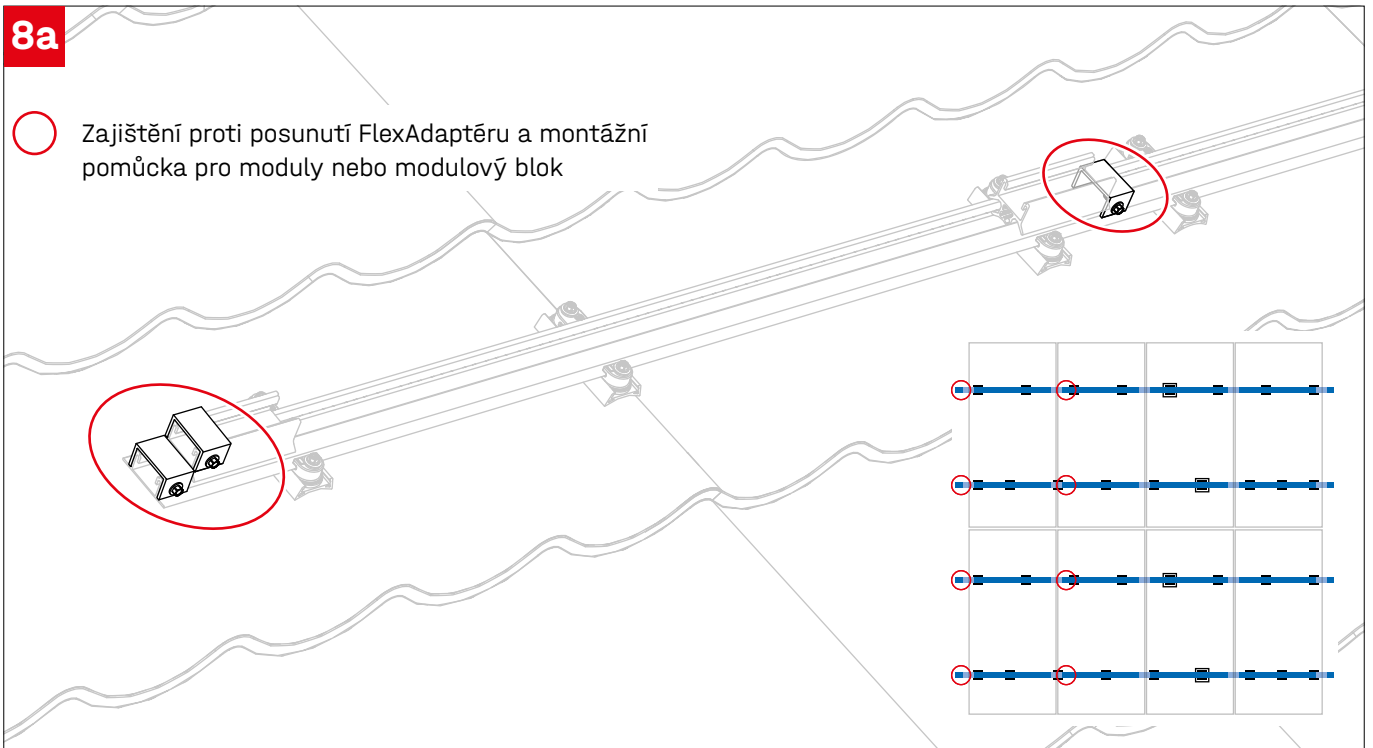 8a
Zajištění proti posunutí FlexAdaptéru a montážní
pomůcka pro moduly nebo modulový blok